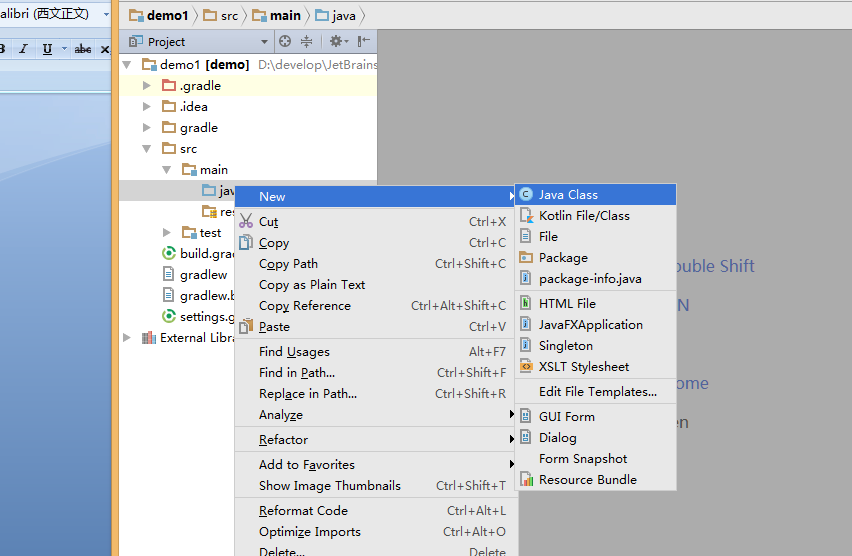 alibri (西文正文)
demo1 src main java
B I U abc x
Project
demo1 [demo] D:\develop\JetBrains
.gradle
.idea
gradle
src
main
jav
res
test
build.grad
gradlew
gradlew.b
settings.g
External Libra
New
Cut Ctrl+X
Copy Ctrl+C
Copy Path Ctrl+Shift+C
Copy as Plain Text
Copy Reference Ctrl+Alt+Shift+C
Paste Ctrl+V
Find Usages Alt+F7
Find in Path... Ctrl+Shift+F
Replace in Path... Ctrl+Shift+R
Analyze
Refactor
Add to Favorites
Show Image Thumbnails Ctrl+Shift+T
Reformat Code Ctrl+Alt+L
Optimize Imports Ctrl+Alt+O
Delete... Delete
Java Class
Kotlin File/Class
File
Package
package-info.java
HTML File
JavaFXApplication
Singleton
XSLT Stylesheet
Edit File Templates...
GUI Form
Dialog
Form Snapshot
Resource Bundle
ouble Shift
N
ome
en